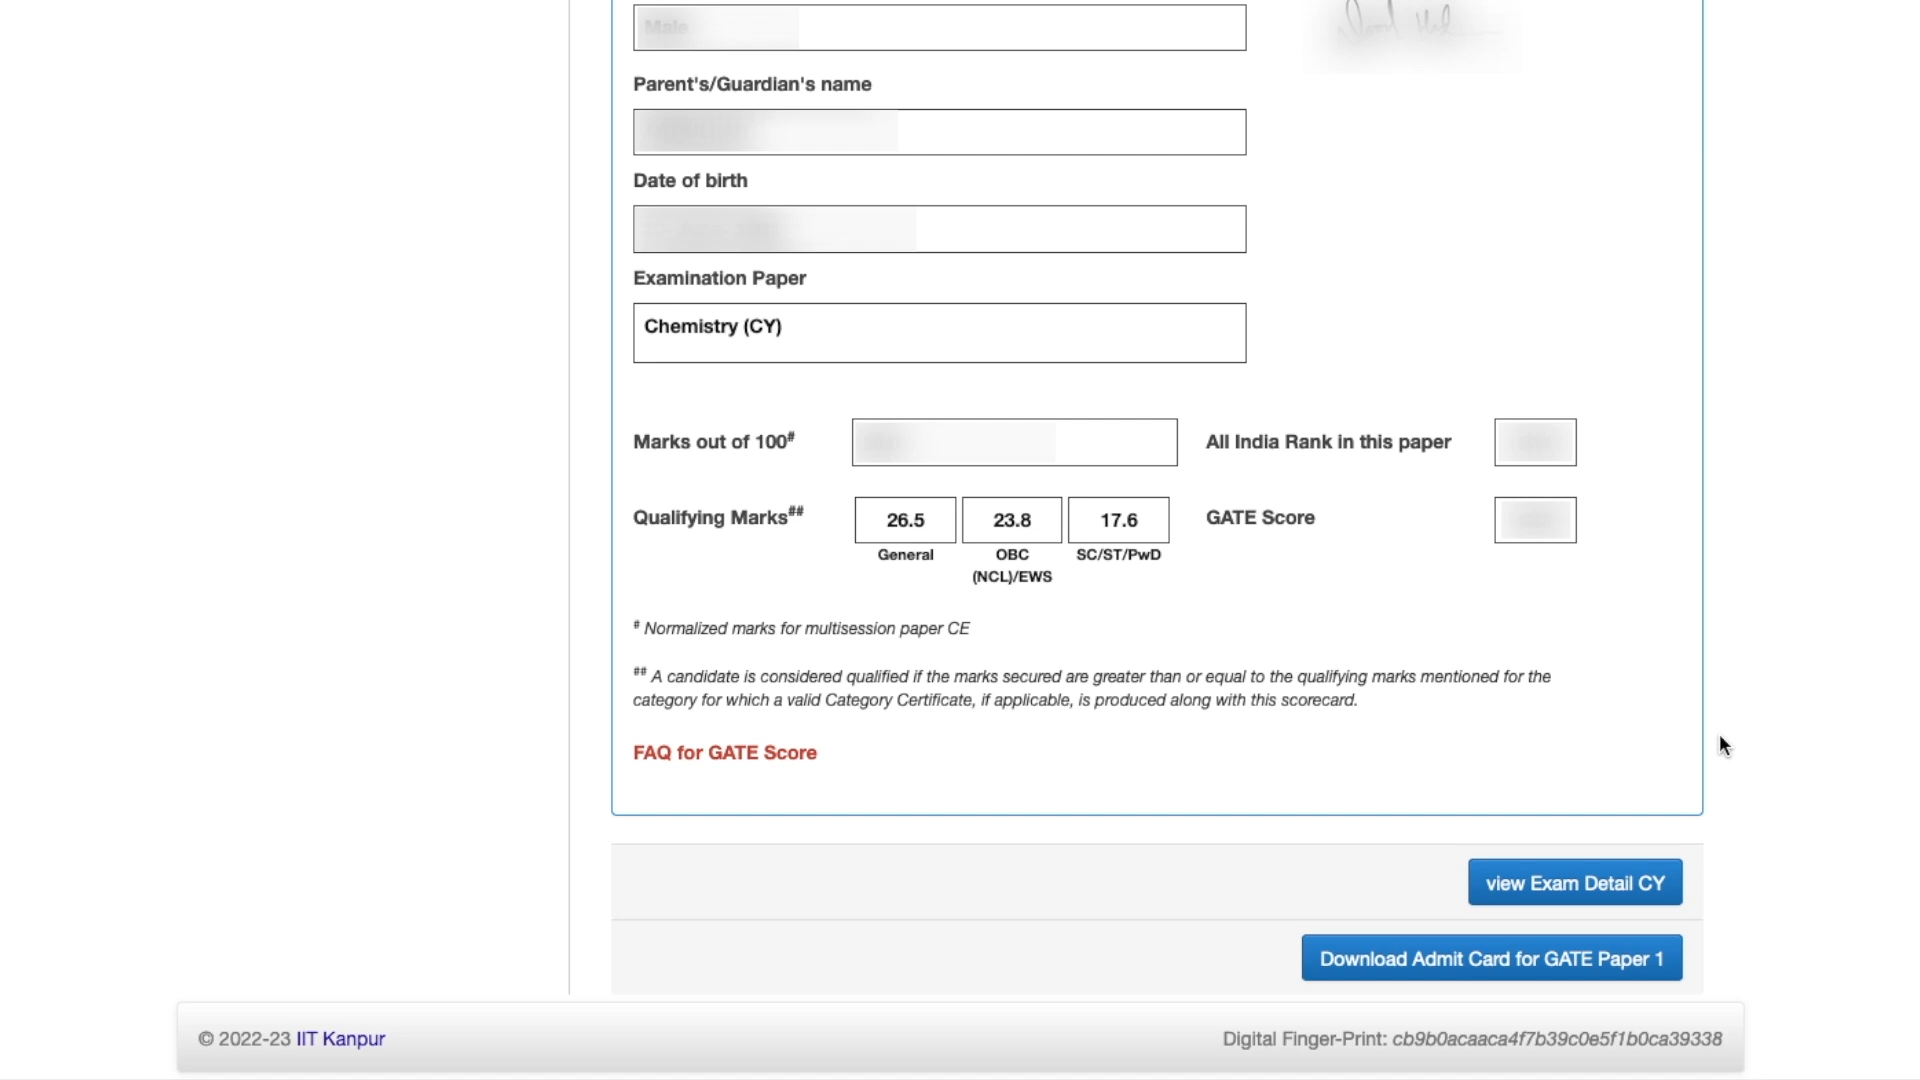 Male
Parent's/Guardian's name
Date of birth
Examination Paper
Chemistry (CY)
Marks out of 100#
All India Rank in this paper
Qualifying Marks##
26.5
23.8
17.6
GATE Score
General
OBC
(NCL)/EWS
SC/ST/PwD
# Normalized marks for multisession paper CE
## A candidate is considered qualified if the marks secured are greater than or equal to the qualifying marks mentioned for the
category for which a valid Category Certificate, if applicable, is produced along with this scorecard.
FAQ for GATE Score
view Exam Detail CY
Download Admit Card for GATE Paper 1
© 2022-23 IIT Kanpur
Digital Finger-Print: cb9b0acaaca4f7b39c0e5f1b0ca39338